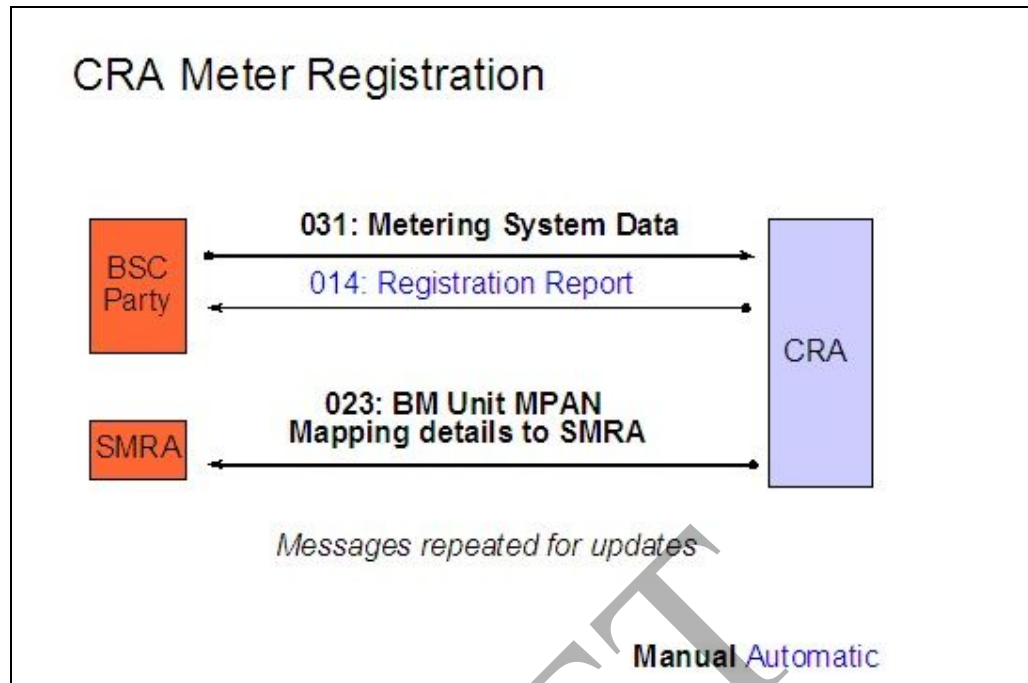 CRA Meter Registration
031: Metering System Data
BSC
Party
014: Registration Report
CRA
023: BM Unit MPAN
Mapping details to SMRA
SMRA
Messages repeated for updates
Manual Automatic